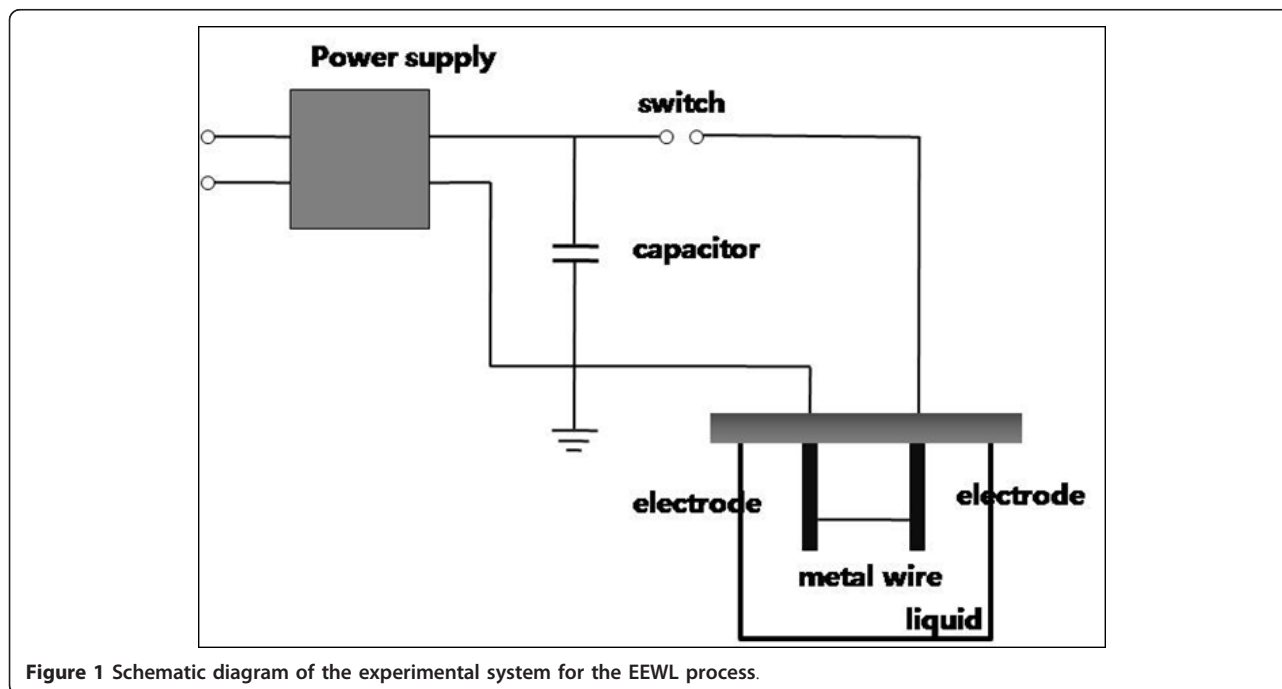 Power supply
switch
capacitor
electrode
electrode
metal wire
liquid
Figure 1 Schematic diagram of the experimental system for the EEWL process.